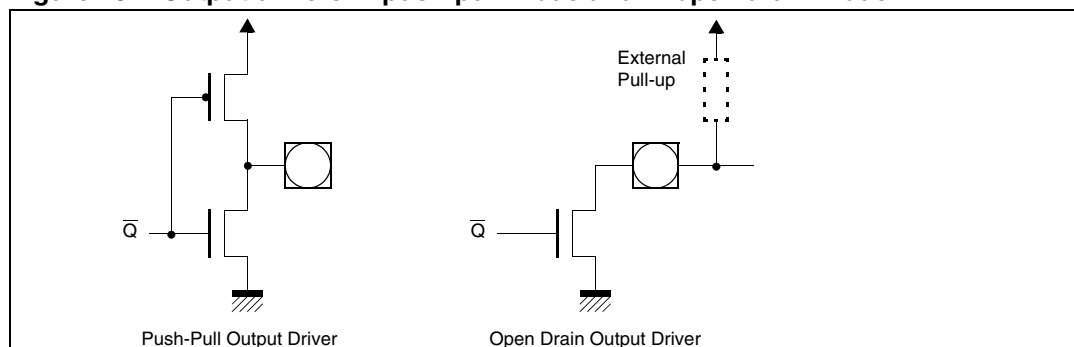 External
Pull-up
Q̅
Q̅
Push-Pull Output Driver
Open Drain Output Driver